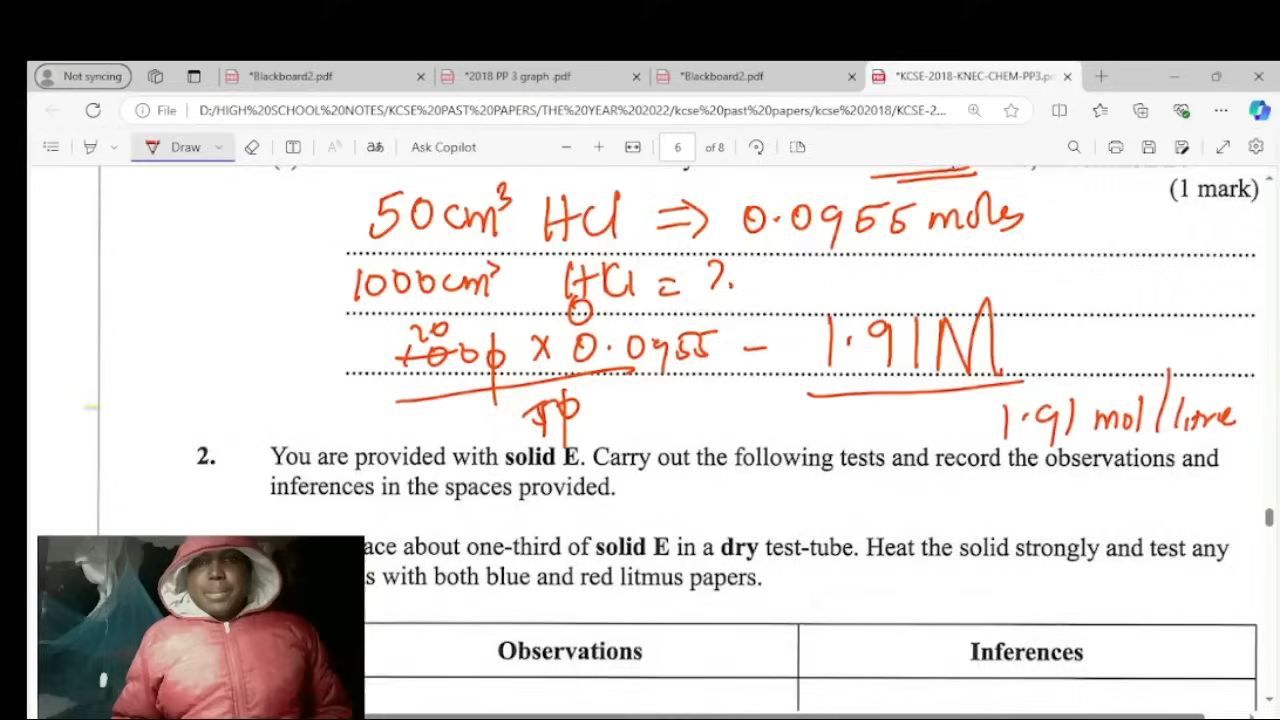 Not syncing
*Blackboard2.pdf
*2018 PP 3 graph .pdf
*Blackboard2.pdf
*KCSE-2018-KNEC-CHEM-PP3.p
File
D:/HIGH%20SCHOOL%20NOTES/KCSE%20PAST%20PAPERS/THE%20YEAR%202022/kcse%20past%20papers/kcse%202018/KCSE-2...
Draw
Ask Copilot
6 of 8
(1 mark)
50cm³ HCl ⇒ 0.0955 moles
1000cm³ HCl = ?.
20
1000 x 0.0955 - 1.91M
50
1.91 mol/litre
2. You are provided with solid E. Carry out the following tests and record the observations and
inferences in the spaces provided.
ace about one-third of solid E in a dry test-tube. Heat the solid strongly and test any
s with both blue and red litmus papers.
Observations
Inferences